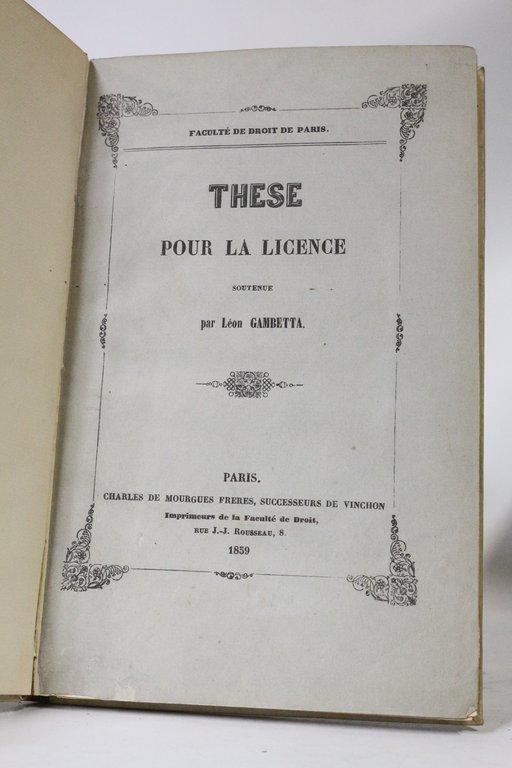 FACULTÉ DE DROIT DE PARIS.
THESE
POUR LA LICENCE
SOUTENUE
par Léon GAMBETTA.
PARIS.
CHARLES DE MOURGUES FRERES, SUCCESSEURS DE VINCHON
Imprimeurs de la Faculté de Droit,
RUE J.-J. ROUSSEAU, 8.
1859